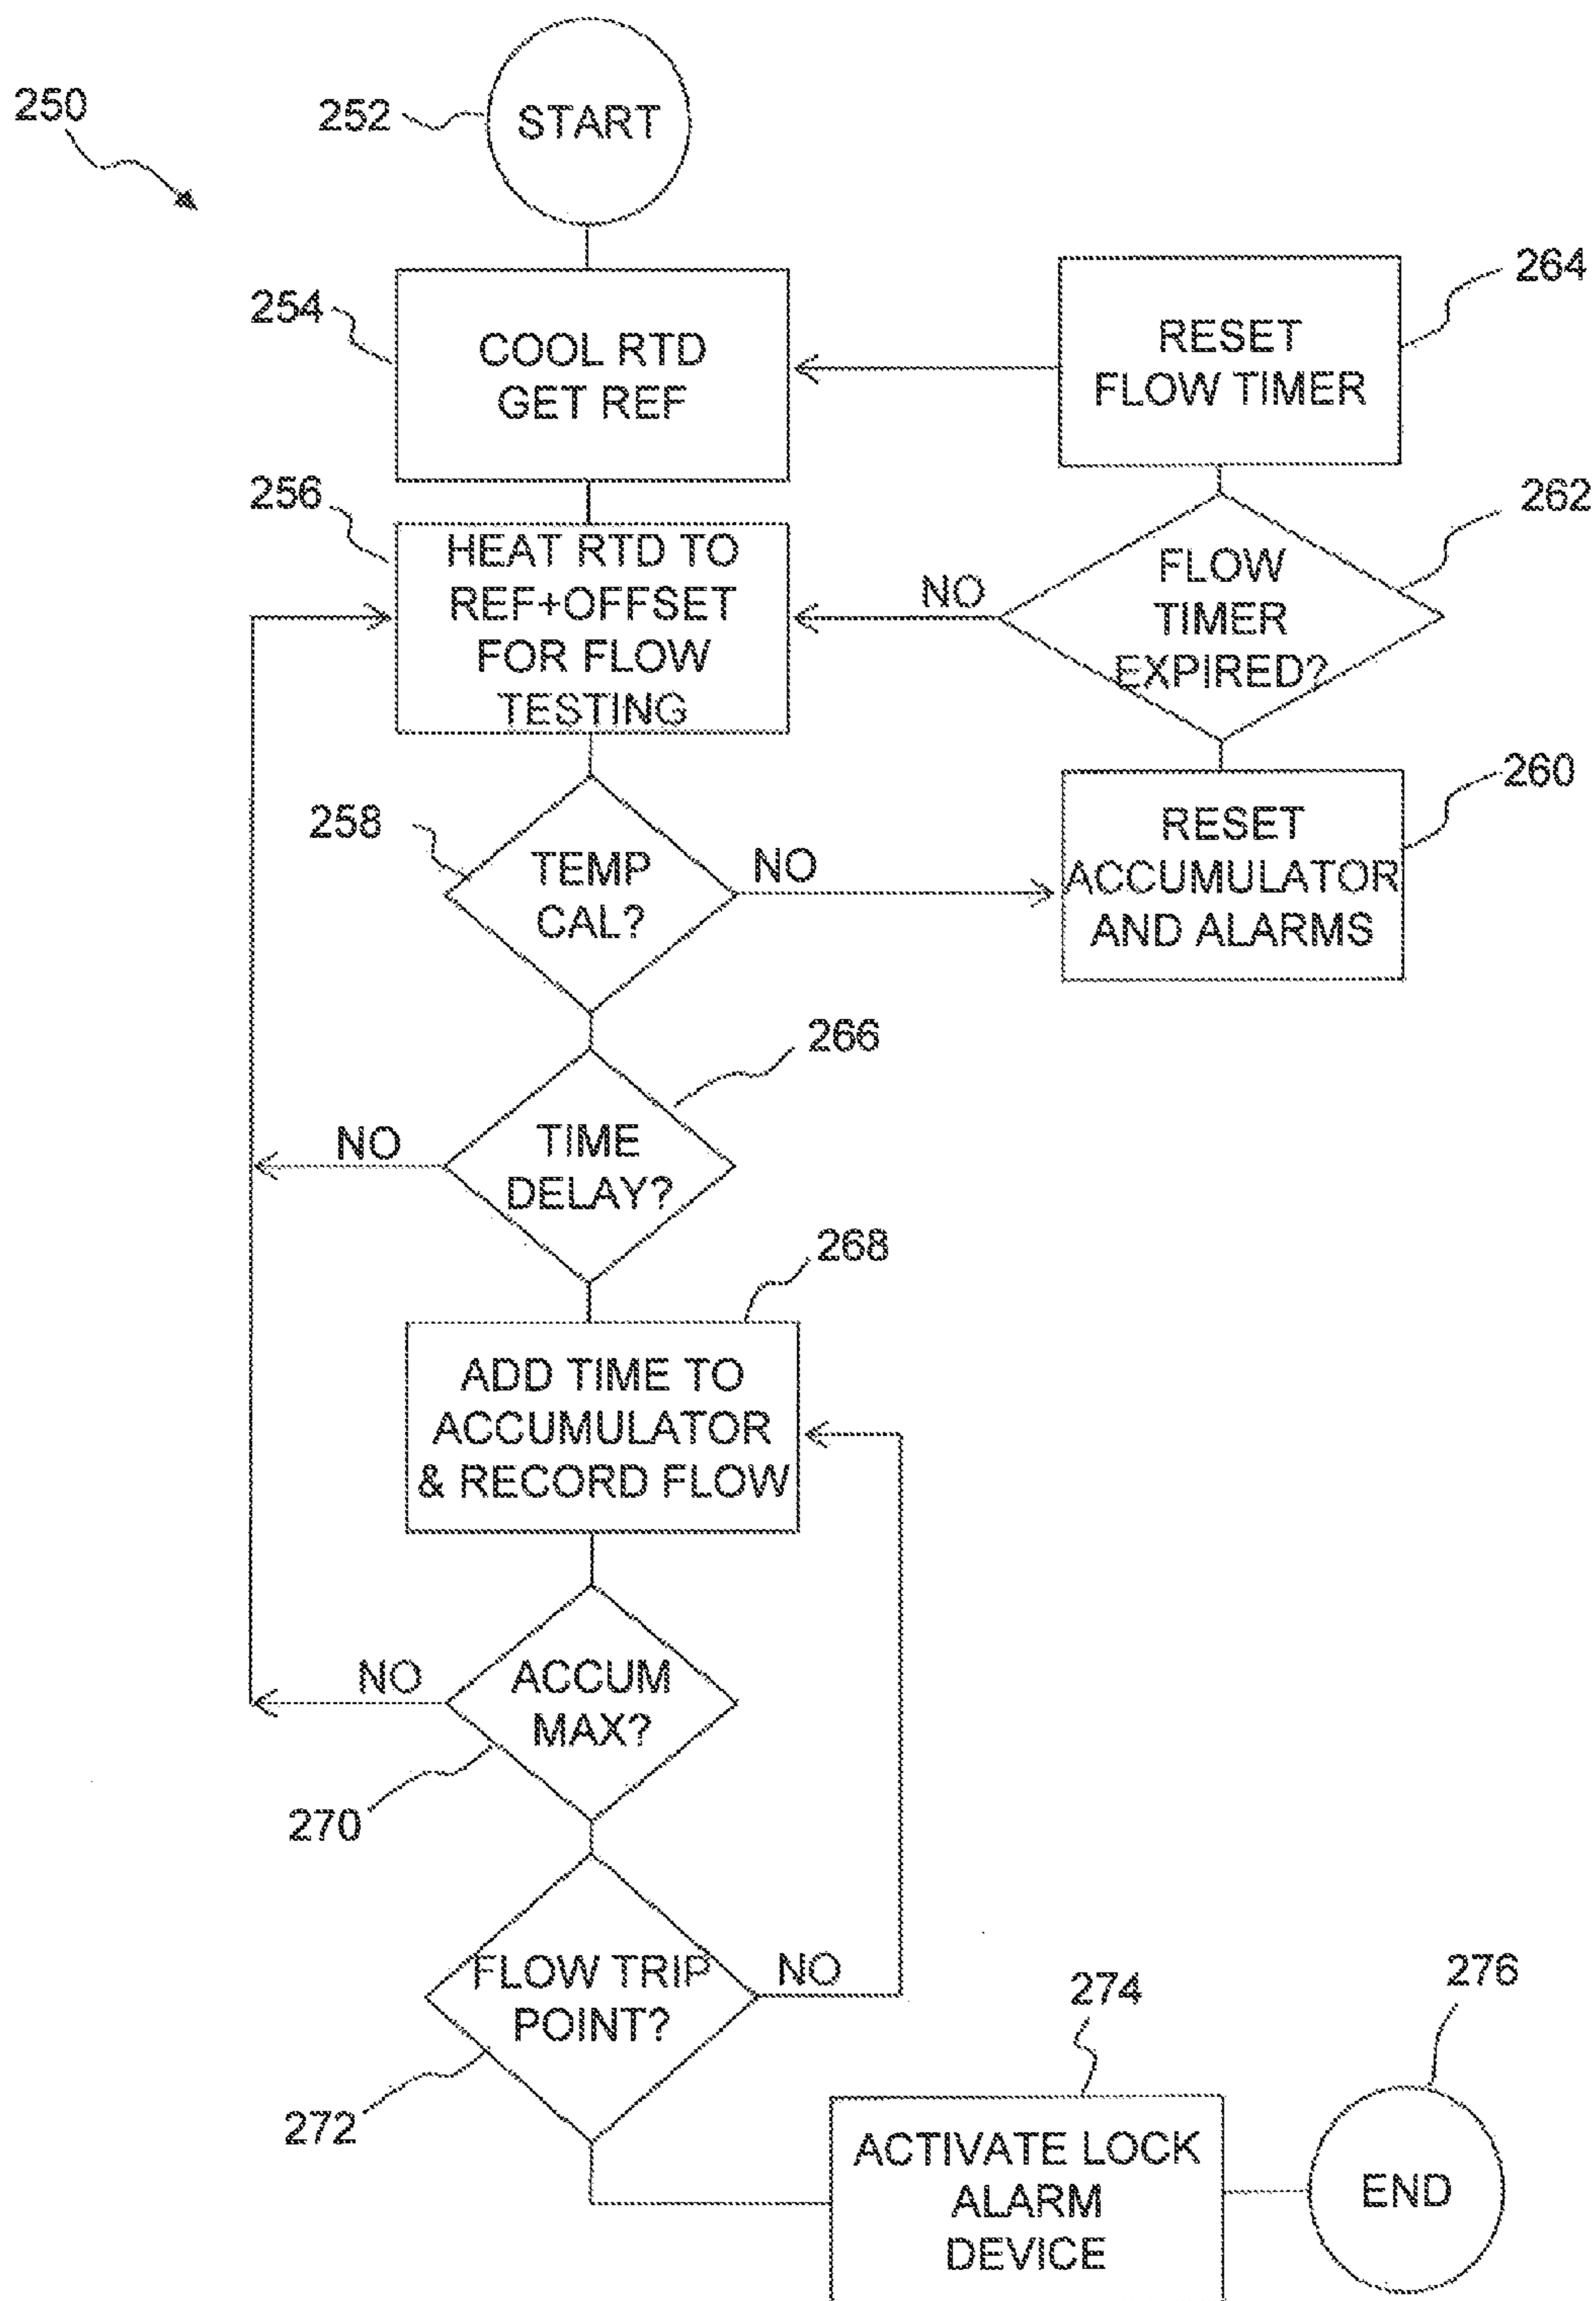 250
252
START
254
COOL RTD
GET REF
RESET
FLOW TIMER
264
256
HEAT RTD TO
REF+OFFSET
FOR FLOW
TESTING
NO
FLOW
TIMER
EXPIRED?
262
258
TEMP
CAL?
NO
RESET
ACCUMULATOR
AND ALARMS
260
266
NO
TIME
DELAY?
268
ADD TIME TO
ACCUMULATOR
& RECORD FLOW
NO
ACCUM
MAX?
270
FLOW TRIP
POINT?
NO
272
274
ACTIVATE LOCK
ALARM
DEVICE
276
END